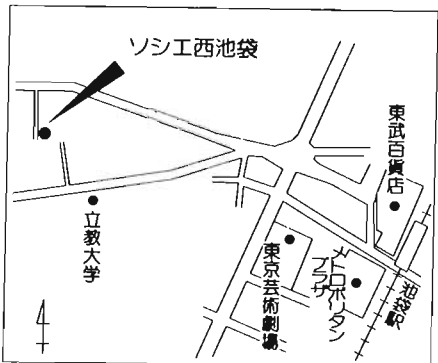 ソシエ西池袋
東武百貨店
立教大学
東京芸術劇場
メトロポリタン
プラザ
池袋駅